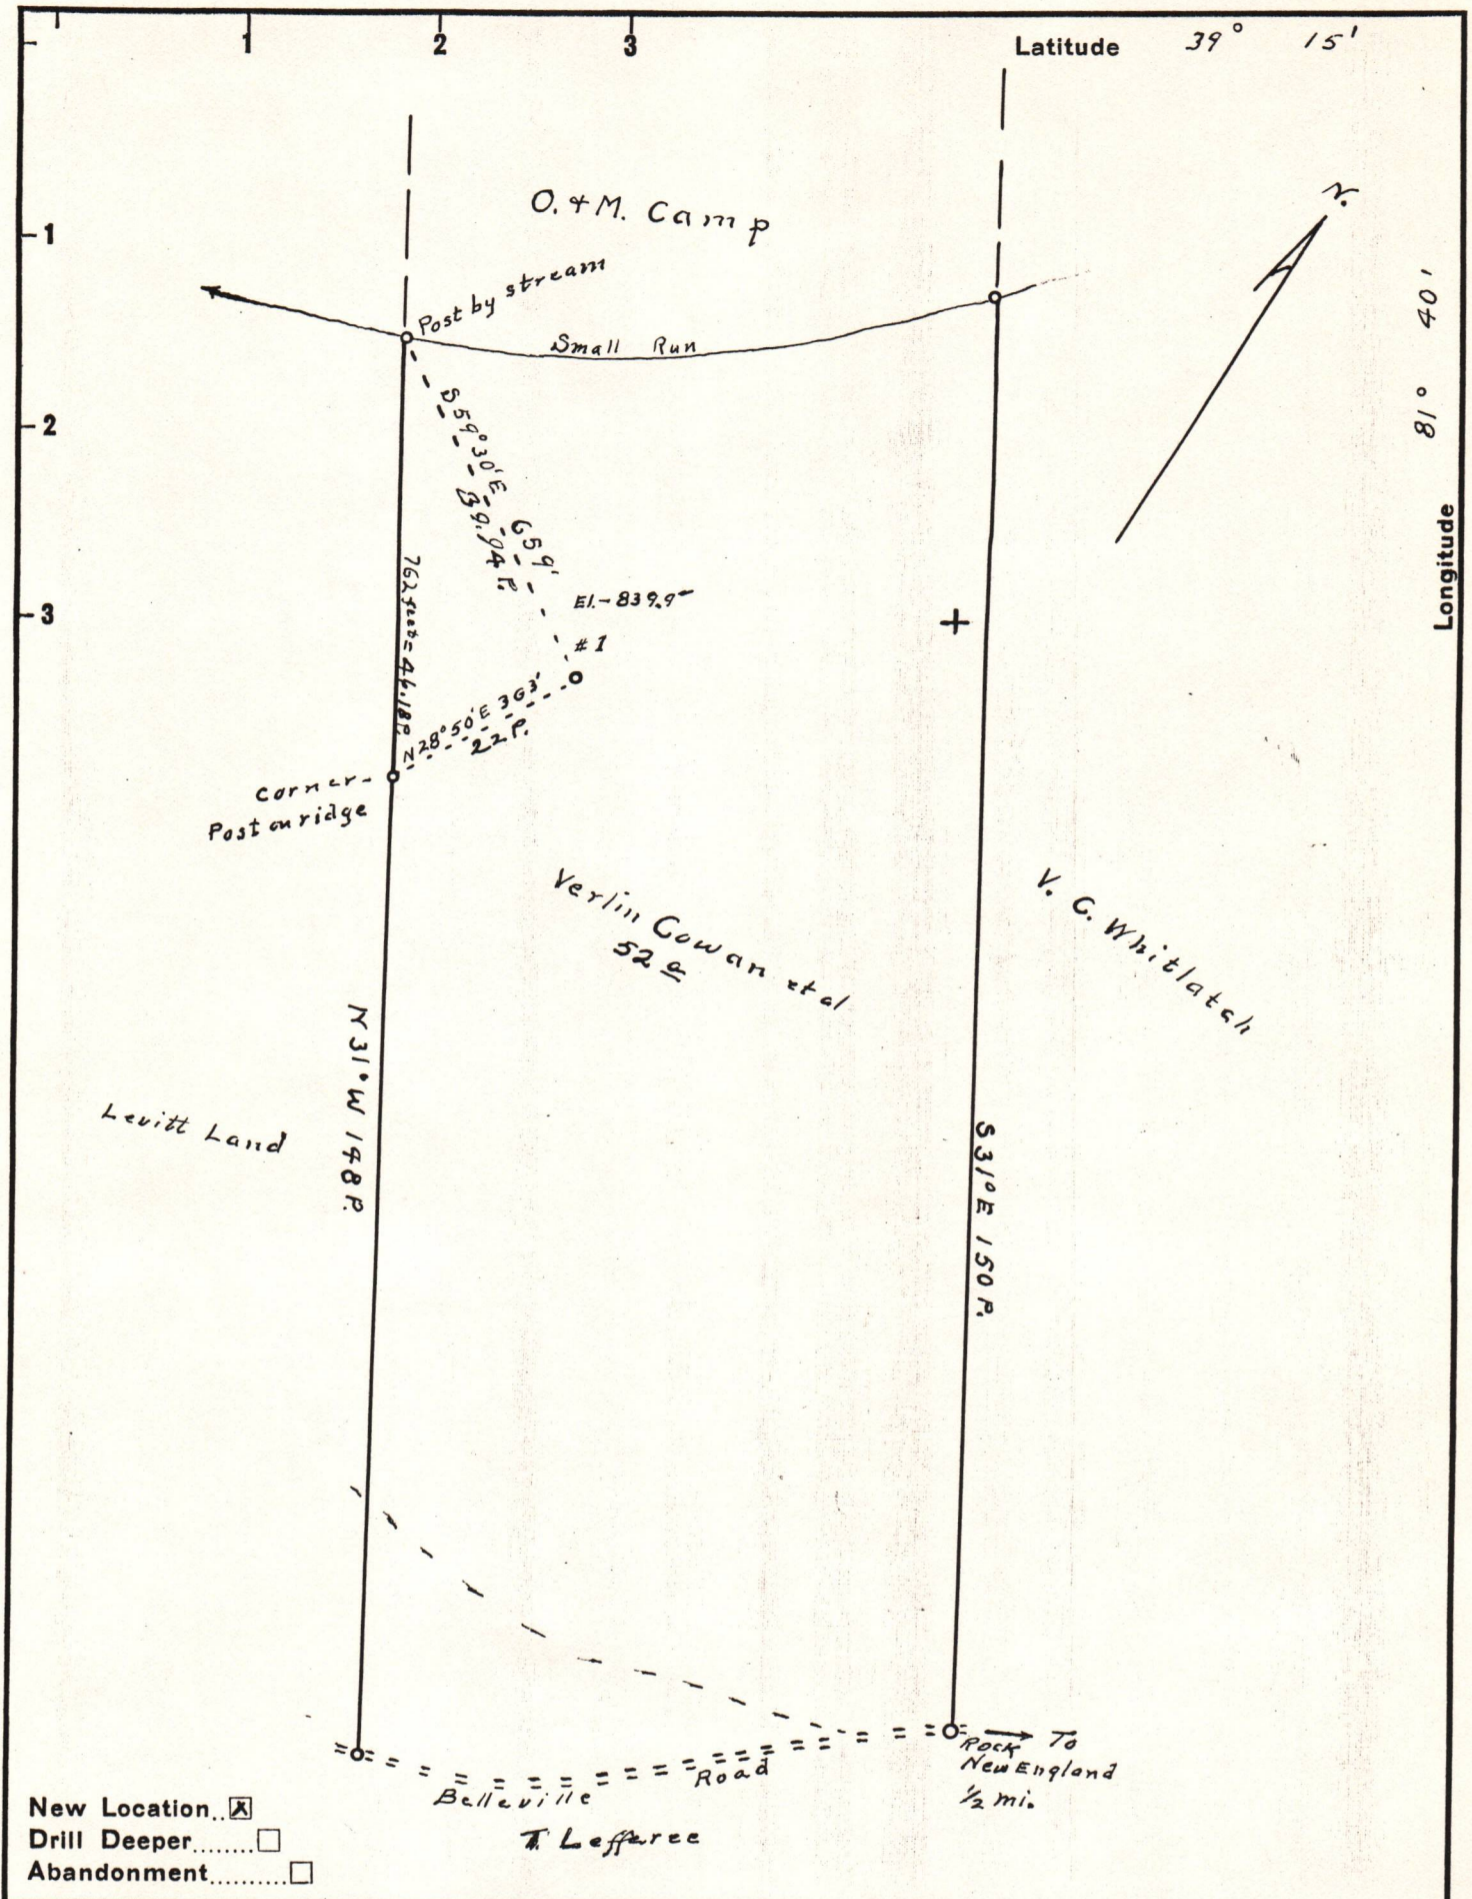 1 2 3
Latitude 39° 15'
N.
O. + M. Camp
1
Post by stream
Small Run
81° 40'
Longitude
2
S 59° 30' E 659'
39.94 P.
762 feet = 46.18 P.
El. - 839.9
3
+
# 1
N 28° 50' E 363'
22 P.
Corner -
Post on ridge
Verlin Cowan et al
52 a
V. C. Whitlatch
N 31° W 148 P.
Levitt Land
S 31° E 150 P.
Rock → To
New England
1/2 mi.
Belleville Road
New Location.. ☒
Drill Deeper........ ☐
Abandonment.......... ☐